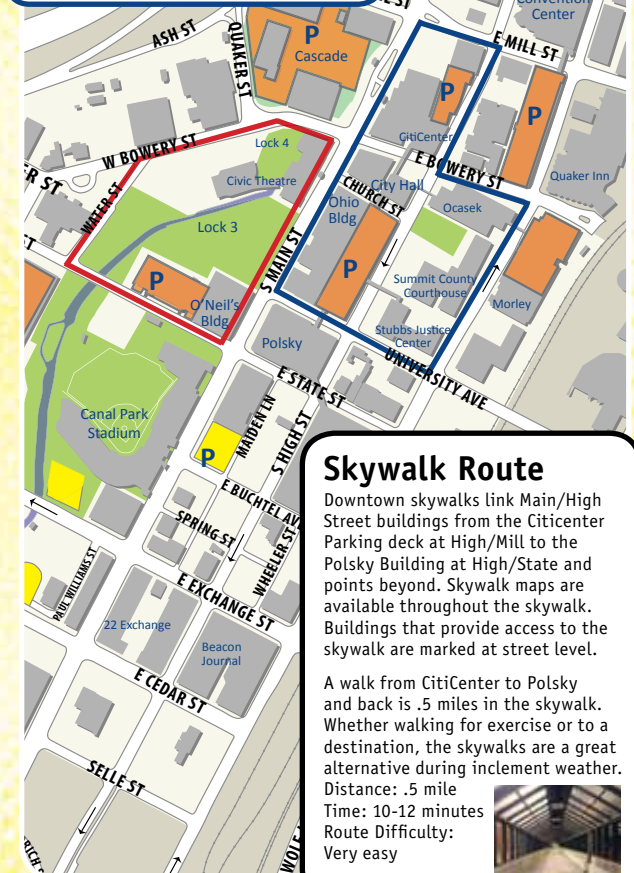 Convention
Center
ASH ST
QUAKER ST
P
Cascade
E MILL ST
P
CitiCenter
P
W BOWERY ST
Lock 4
E BOWERY ST
Quaker Inn
Civic Theatre
CHURCH ST
City Hall
Ohio
Bldg
Ocasek
WATER ST
Lock 3
S MAIN ST
P
P
Summit County
Courthouse
Morley
O'Neil's
Bldg
Stubbs Justice
Center
Polsky
UNIVERSITY AVE
E STATE ST
Canal Park
Stadium
MAIDEN LN
S HIGH ST
P
E BUCHTEL AV
SPRING ST
WHEELER ST
PAUL WILLIAMS ST
E EXCHANGE ST
22 Exchange
Beacon
Journal
E CEDAR ST
SELLE ST
Skywalk Route
Downtown skywalks link Main/High
Street buildings from the Citicenter
Parking deck at High/Mill to the
Polsky Building at High/State and
points beyond. Skywalk maps are
available throughout the skywalk.
Buildings that provide access to the
skywalk are marked at street level.
A walk from CitiCenter to Polsky
and back is .5 miles in the skywalk.
Whether walking for exercise or to a
destination, the skywalks are a great
alternative during inclement weather.
Distance: .5 mile
Time: 10-12 minutes
Route Difficulty:
Very easy